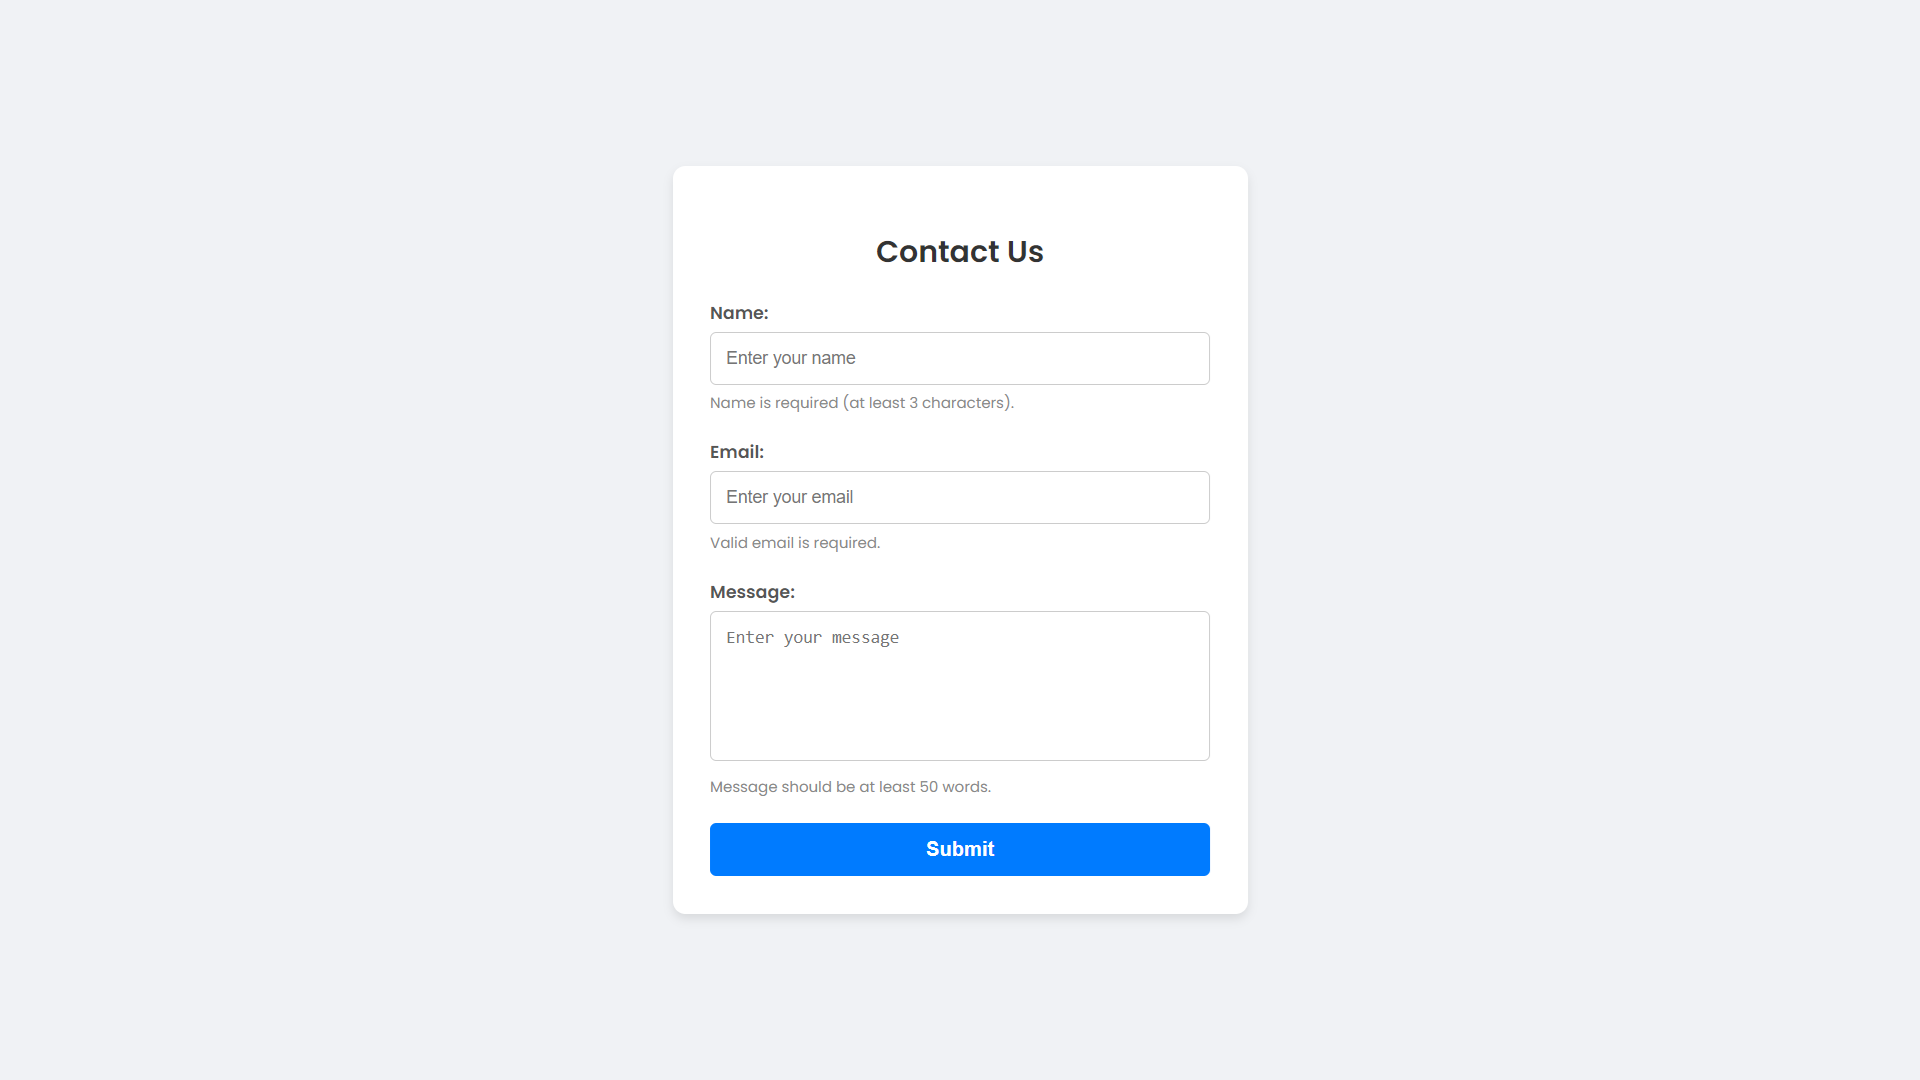 Contact Us
Name:
Enter your name
Name is required (at least 3 characters).
Email:
Enter your email
Valid email is required.
Message:
Enter your message
Message should be at least 50 words.
Submit